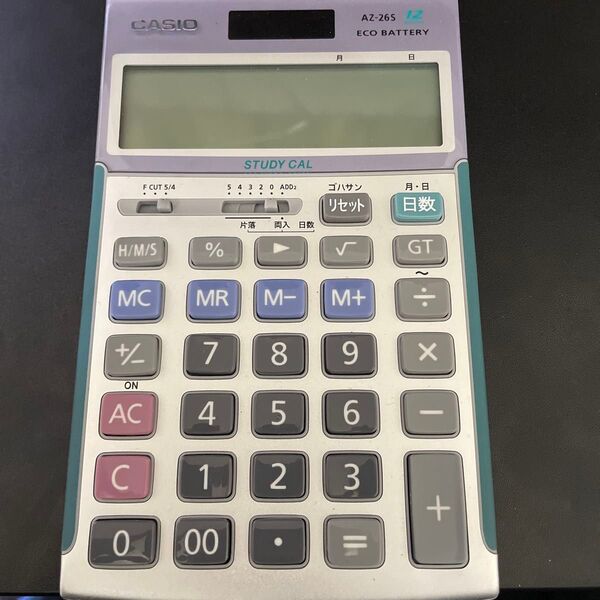 CASIO
AZ-26S 12
ECO BATTERY
月 日
STUDY CAL
F CUT 5/4
5 4 3 2 0 ADD₂
片落 両入 日数
ゴハサン
リセット
月・日
日数
H/M/S % ▶ √ GT
MC MR M− M+ ～ ÷
+/− 7 8 9 ×
ON
AC 4 5 6 −
C 1 2 3 +
0 00 · =